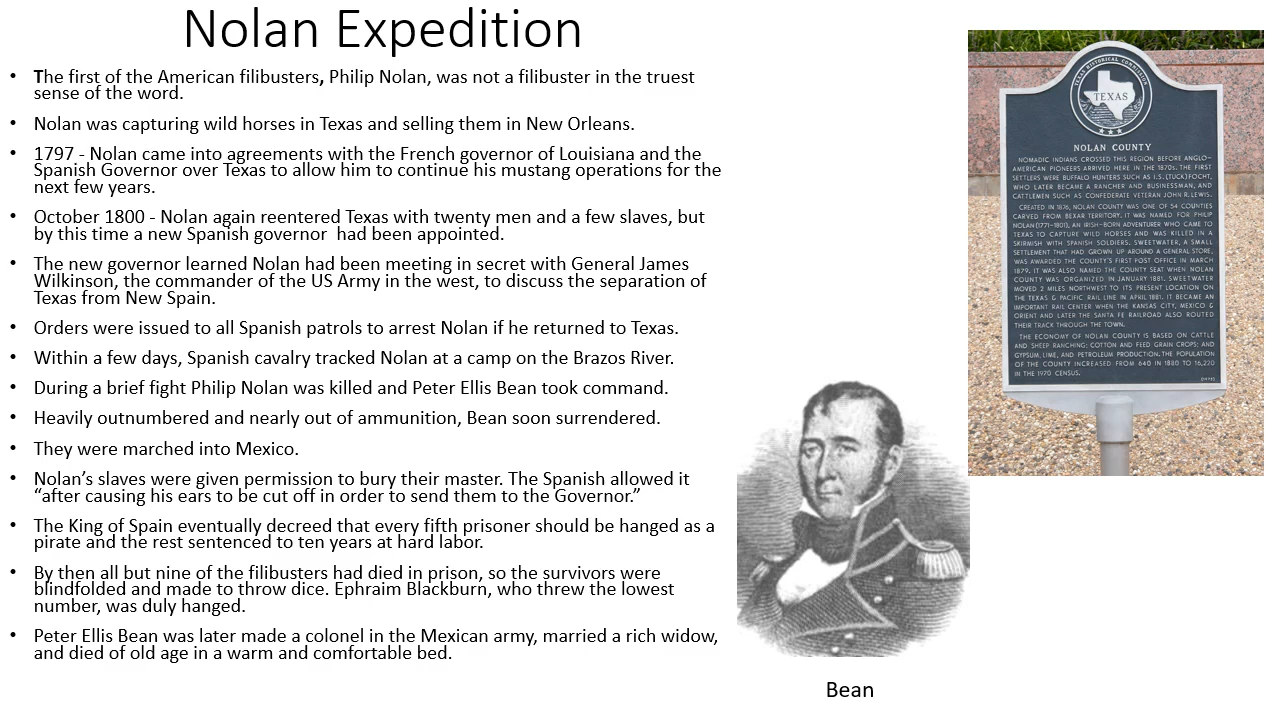 Nolan Expedition
• The first of the American filibusters, Philip Nolan, was not a filibuster in the truest
sense of the word.
• Nolan was capturing wild horses in Texas and selling them in New Orleans.
• 1797 - Nolan came into agreements with the French governor of Louisiana and the
Spanish Governor over Texas to allow him to continue his mustang operations for the
next few years.
• October 1800 - Nolan again reentered Texas with twenty men and a few slaves, but
by this time a new Spanish governor  had been appointed.
• The new governor learned Nolan had been meeting in secret with General James
Wilkinson, the commander of the US Army in the west, to discuss the separation of
Texas from New Spain.
• Orders were issued to all Spanish patrols to arrest Nolan if he returned to Texas.
• Within a few days, Spanish cavalry tracked Nolan at a camp on the Brazos River.
• During a brief fight Philip Nolan was killed and Peter Ellis Bean took command.
• Heavily outnumbered and nearly out of ammunition, Bean soon surrendered.
• They were marched into Mexico.
• Nolan’s slaves were given permission to bury their master. The Spanish allowed it
“after causing his ears to be cut off in order to send them to the Governor.”
• The King of Spain eventually decreed that every fifth prisoner should be hanged as a
pirate and the rest sentenced to ten years at hard labor.
• By then all but nine of the filibusters had died in prison, so the survivors were
blindfolded and made to throw dice. Ephraim Blackburn, who threw the lowest
number, was duly hanged.
• Peter Ellis Bean was later made a colonel in the Mexican army, married a rich widow,
and died of old age in a warm and comfortable bed.
Bean
TEXAS HISTORICAL COMMISSION
TEXAS
NOLAN COUNTY
NOMADIC INDIANS CROSSED THIS REGION BEFORE ANGLO-
AMERICAN PIONEERS ARRIVED HERE IN THE 1870s. THE FIRST
SETTLERS WERE BUFFALO HUNTERS SUCH AS I.S. (TUCK) FOCHT,
WHO LATER BECAME A RANCHER AND BUSINESSMAN, AND
CATTLEMEN SUCH AS CONFEDERATE VETERAN JOHN R. LEWIS.
CREATED IN 1876, NOLAN COUNTY WAS ONE OF 54 COUNTIES
CARVED FROM BEXAR TERRITORY. IT WAS NAMED FOR PHILIP
NOLAN (1771-1801), AN IRISH-BORN ADVENTURER WHO CAME TO
TEXAS TO CAPTURE WILD HORSES AND WAS KILLED IN A
SKIRMISH WITH SPANISH SOLDIERS. SWEETWATER, A SMALL
SETTLEMENT THAT HAD GROWN UP AROUND A GENERAL STORE,
WAS AWARDED THE COUNTY'S FIRST POST OFFICE IN MARCH
1879. IT WAS ALSO NAMED THE COUNTY SEAT WHEN NOLAN
COUNTY WAS ORGANIZED IN JANUARY 1881. SWEETWATER
MOVED 2 MILES NORTHWEST TO ITS PRESENT LOCATION ON
THE TEXAS & PACIFIC RAIL LINE IN APRIL 1881. IT BECAME AN
IMPORTANT RAIL CENTER WHEN THE KANSAS CITY, MEXICO &
ORIENT AND LATER THE SANTA FE RAILROAD ALSO ROUTED
THEIR TRACK THROUGH THE TOWN.
THE ECONOMY OF NOLAN COUNTY IS BASED ON CATTLE
AND SHEEP RANCHING; COTTON AND FEED GRAIN CROPS; AND
GYPSUM, LIME, AND PETROLEUM PRODUCTION. THE POPULATION
OF THE COUNTY INCREASED FROM 640 IN 1880 TO 16,220
IN THE 1970 CENSUS.